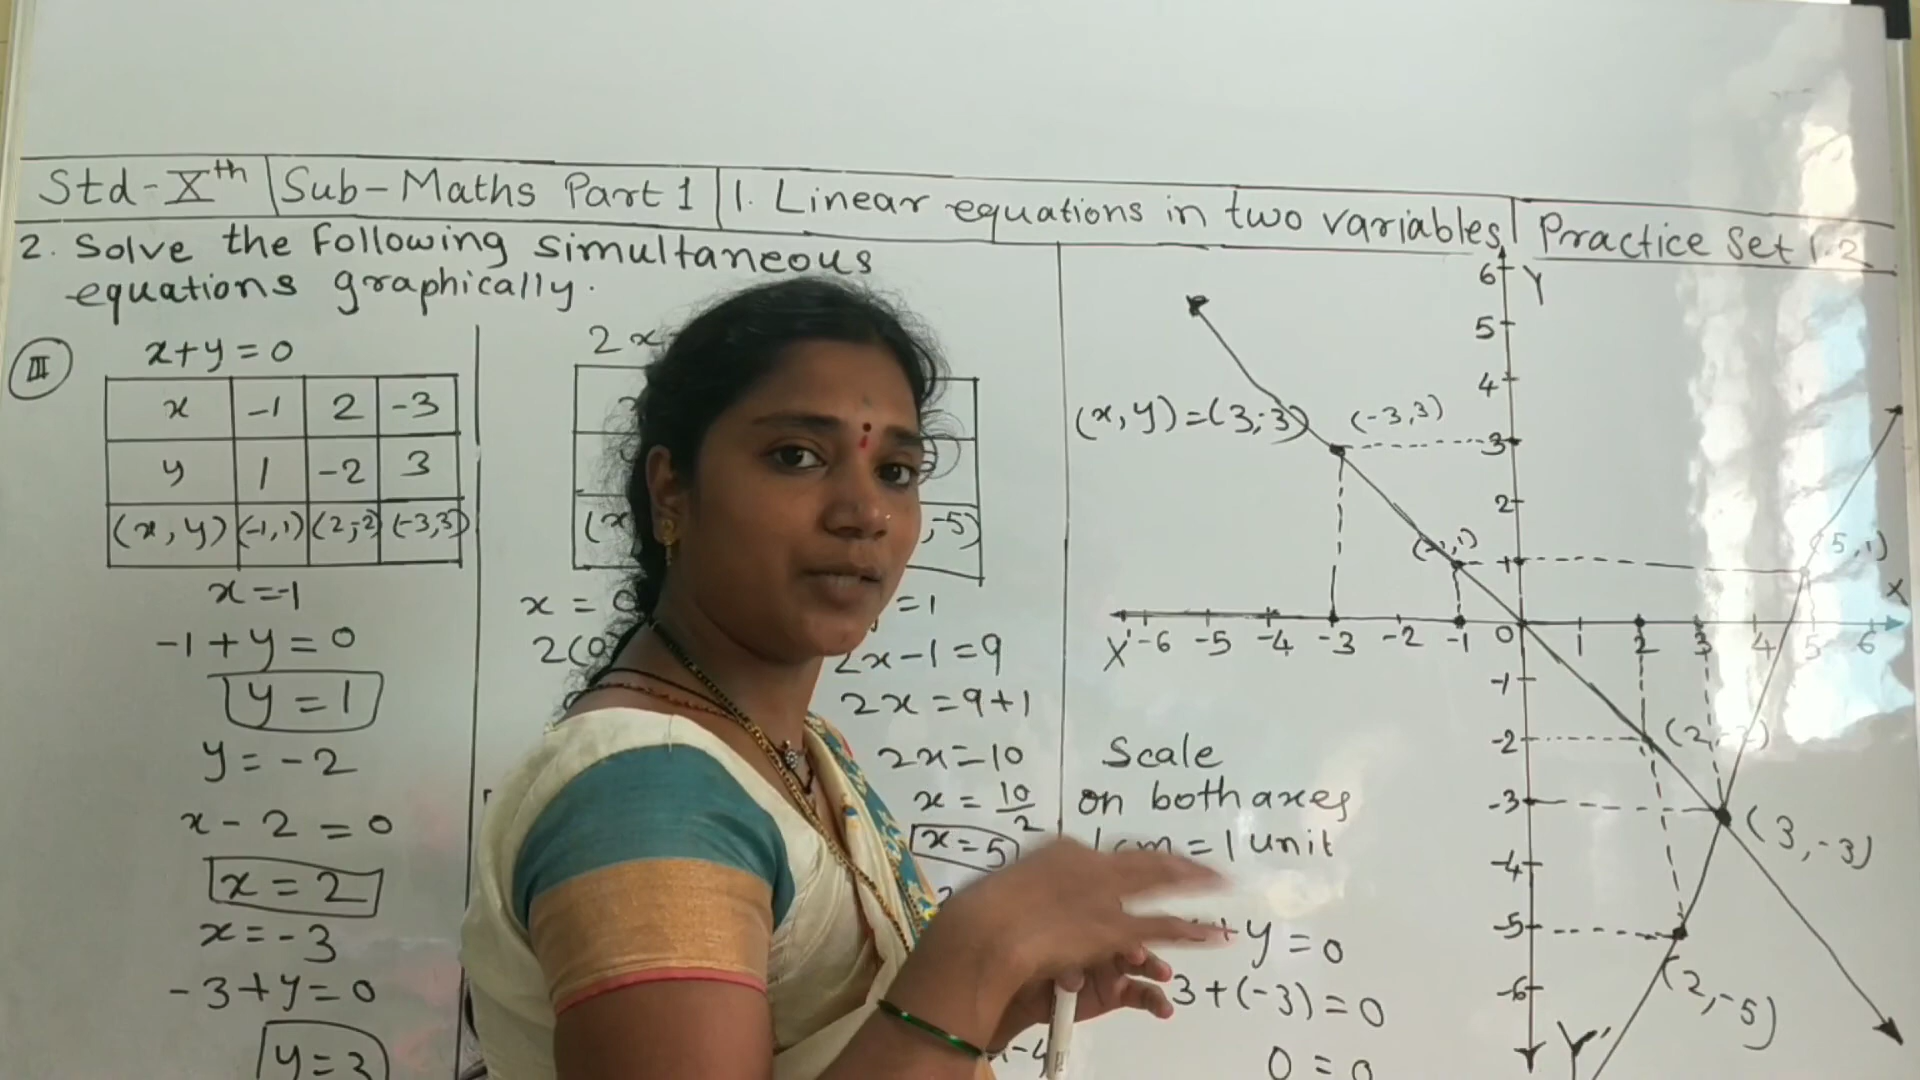 Std-Xth Sub-Maths Part 1 1. Linear equations in two variables Practice Set 1.2
2. Solve the following simultaneous
equations graphically.
III
x+y=0
x -1 2 -3
y 1 -2 3
(x,y) (-1,1) (2,-2) (-3,3)
x=-1
-1+y=0
y=1
y=-2
x-2=0
x=2
x=-3
-3+y=0
y=3
2x
,-5)
x=0
2(0
=1
2x-1=9
2x=9+1
2x=10
x=10/2
x=5
(x,y)=(3,-3)
(-3,3)
(-1,1)
(5,1)
(2,-2)
(3,-3)
(2,-5)
Y
6
5
4
3
2
1
X' -6 -5 -4 -3 -2 -1 0 1 2 3 4 5 6 X
-1
-2
-3
-4
-5
-6
Y'
Scale
on both axes
1cm=1unit
+y=0
3+(-3)=0
0=0